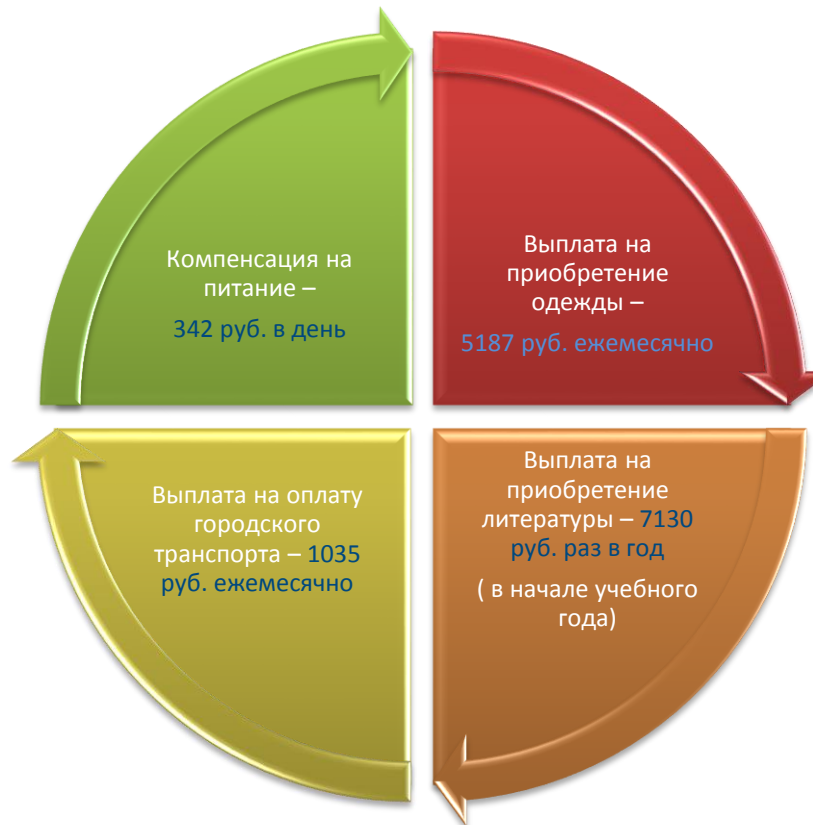 Компенсация на
питание –
342 руб. в день
Выплата на
приобретение
одежды –
5187 руб. ежемесячно
Выплата на оплату
городского
транспорта – 1035
руб. ежемесячно
Выплата на
приобретение
литературы – 7130
руб. раз в год
( в начале учебного
года)